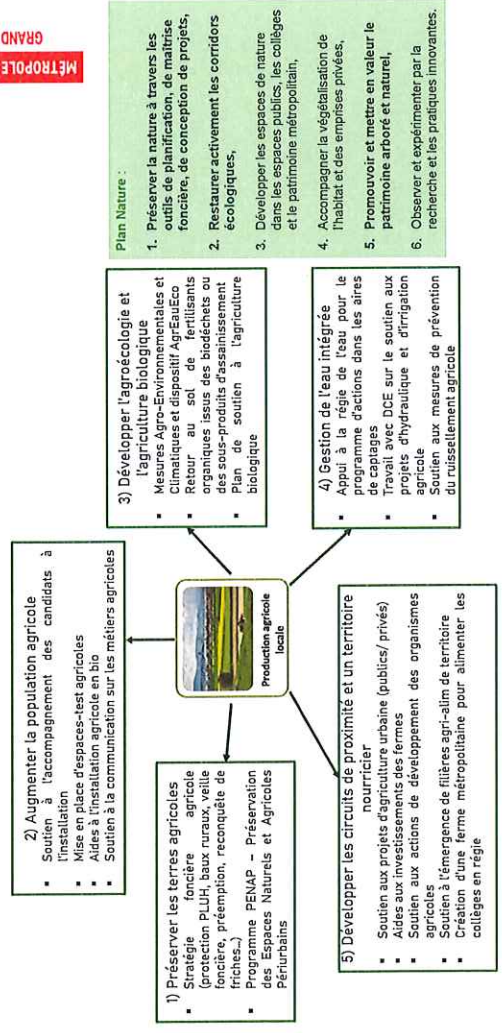 MÉTROPOLE
GRAND
2) Augmenter la population agricole
▪ Soutien à l'accompagnement des candidats à
l'installation
▪ Mise en place d'espaces-test agricoles
▪ Aides à l'installation agricole en bio
▪ Soutien à la communication sur les métiers agricoles
1) Préserver les terres agricoles
▪ Stratégie foncière agricole
(protection PLUH, baux ruraux, veille
foncière, préemption, reconquête de
friches…)
▪ Programme PENAP – Préservation
des Espaces Naturels et Agricoles
Périurbains
Production agricole
locale
3) Développer l'agroécologie et
l'agriculture biologique
▪ Mesures Agro-Environnementales et
Climatiques et dispositif AgrEauEco
▪ Retour au sol de fertilisants
organiques issus des biodéchets ou
des sous-produits d'assainissement
▪ Plan de soutien à l'agriculture
biologique
4) Gestion de l'eau intégrée
▪ Appui à la régie de l'eau pour le
programme d'actions dans les aires
de captages
▪ Travail avec DCE sur le soutien aux
projets d'hydraulique et d'irrigation
agricole
▪ Soutien aux mesures de prévention
du ruissellement agricole
5) Développer les circuits de proximité et un territoire
nourricier
▪ Soutien aux projets d'agriculture urbaine (publics/ privés)
▪ Aides aux investissements des fermes
▪ Soutien aux actions de développement des organismes
agricoles
▪ Soutien à l'émergence de filières agri-alim de territoire
▪ Création d'une ferme métropolitaine pour alimenter les
collèges en régie
Plan Nature :
1. Préserver la nature à travers les
outils de planification, de maîtrise
foncière, de conception de projets,
2. Restaurer activement les corridors
écologiques,
3. Développer les espaces de nature
dans les espaces publics, les collèges
et le patrimoine métropolitain,
4. Accompagner la végétalisation de
l'habitat et des emprises privées,
5. Promouvoir et mettre en valeur le
patrimoine arboré et naturel,
6. Observer et expérimenter par la
recherche et les pratiques innovantes.